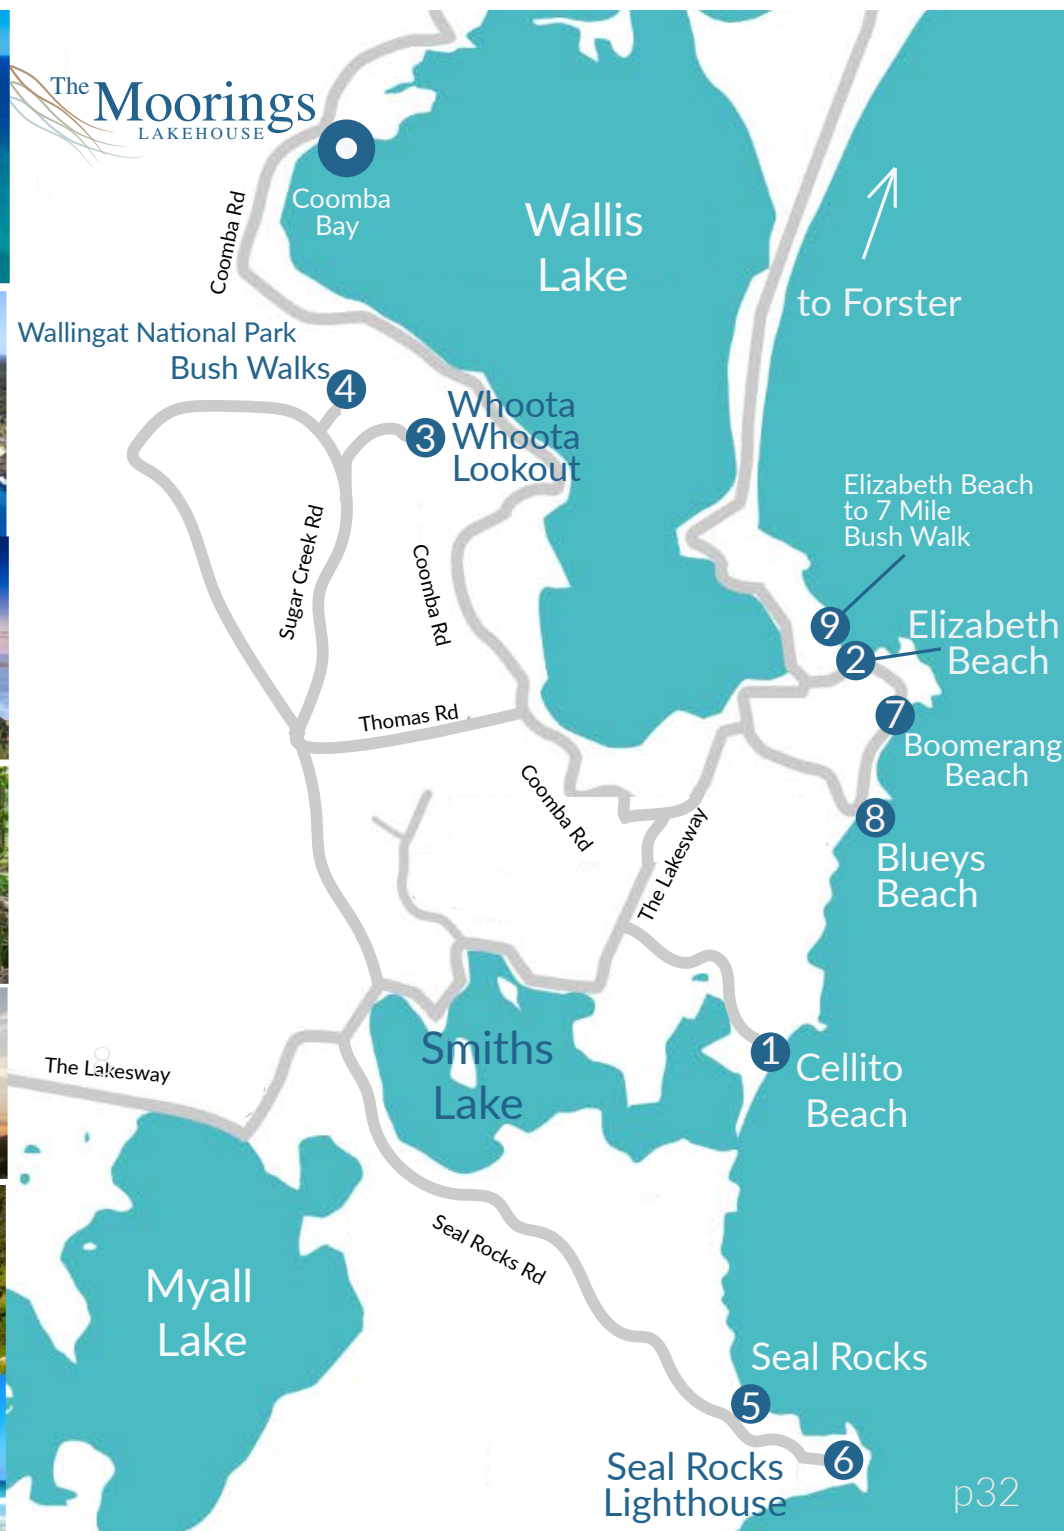 The Moorings
LAKEHOUSE
Coomba
Bay
Coomba Rd
Wallis
Lake
to Forster
Wallingat National Park
Bush Walks
4
3
Whoota
Whoota
Lookout
Elizabeth Beach
to 7 Mile
Bush Walk
Sugar Creek Rd
Coomba Rd
9
2
Elizabeth
Beach
7
Boomerang
Beach
Thomas Rd
Coomba Rd
8
Blueys
Beach
The Lakesway
Smiths
Lake
1
Cellito
Beach
The Lakesway
Seal Rocks Rd
Myall
Lake
Seal Rocks
5
6
Seal Rocks
Lighthouse
p32